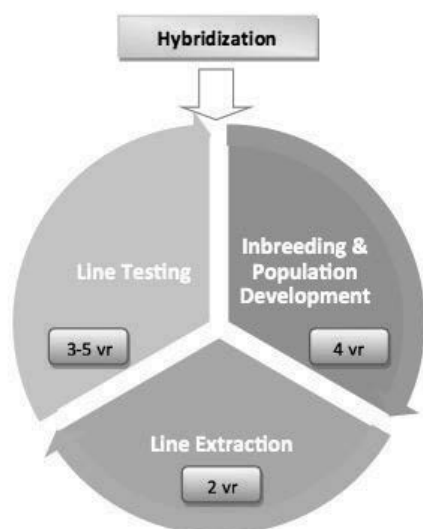 Hybridization
Inbreeding &
Population
Development
4 vr
Line Extraction
2 vr
Line Testing
3-5 vr